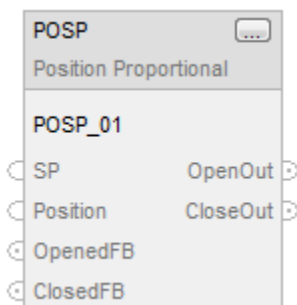 POSP ...
Position Proportional
POSP_01
SP OpenOut
Position CloseOut
OpenedFB
ClosedFB